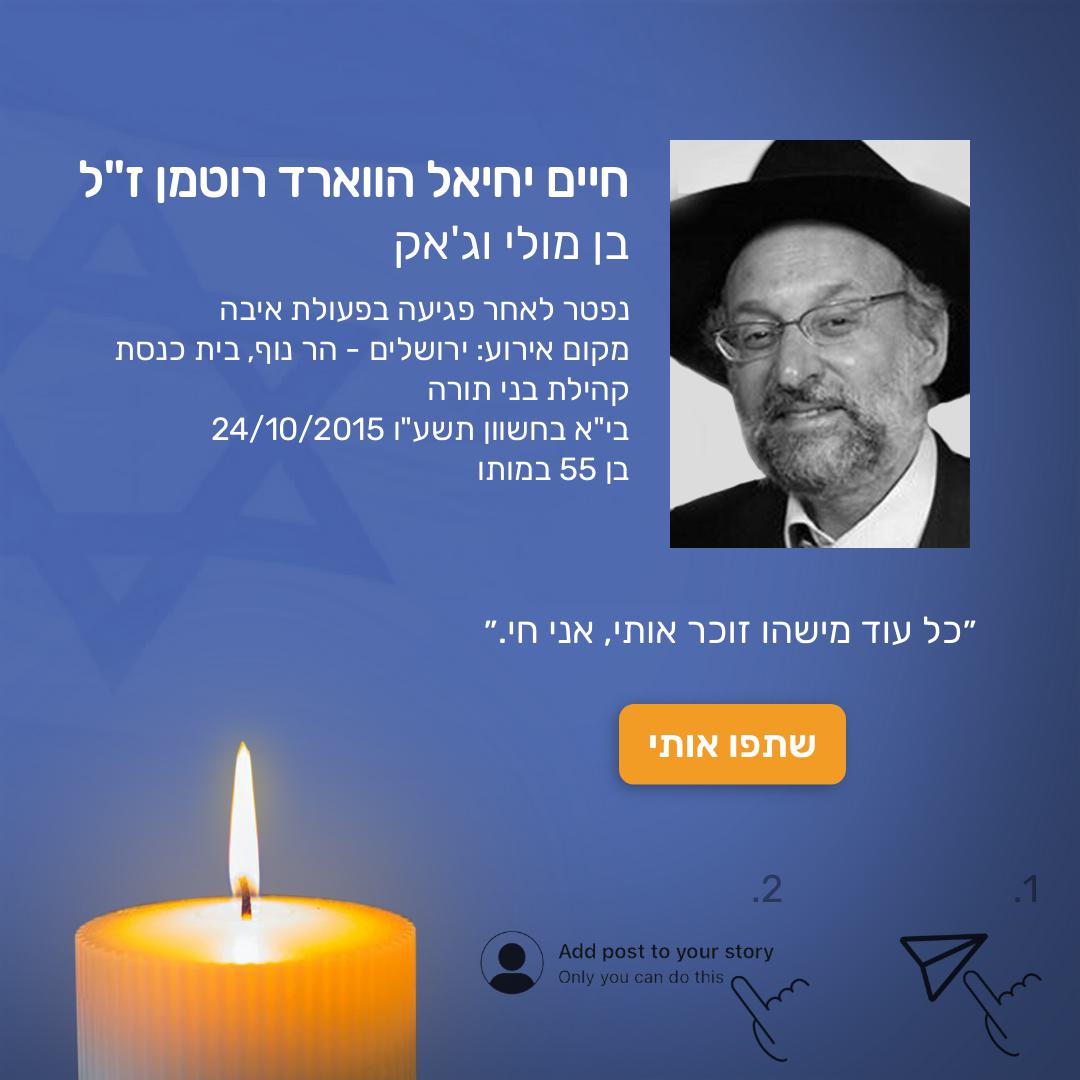 חיים יחיאל הווארד רוטמן ז"ל
בן מולי וג'אק
נפטר לאחר פגיעה בפעולת איבה
מקום אירוע: ירושלים - הר נוף, בית כנסת
קהילת בני תורה
בי"א בחשוון תשע"ו 24/10/2015
בן 55 במותו
״כל עוד מישהו זוכר אותי, אני חי.״
שתפו אותי
.1
.2
Add post to your story
Only you can do this